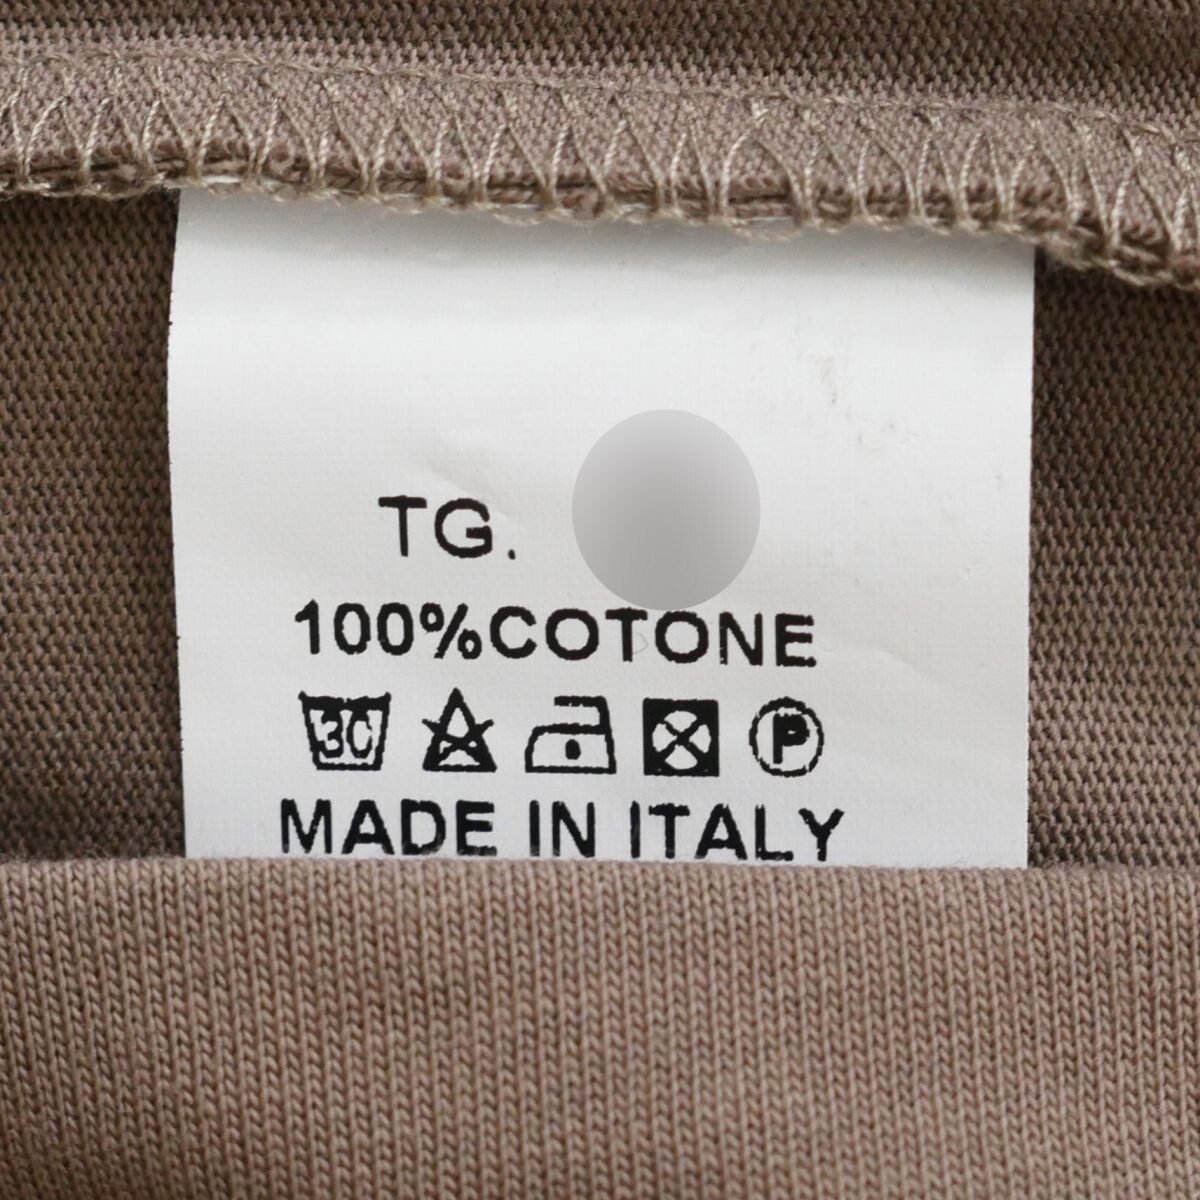 TG.
100%COTONE
30 P
MADE IN ITALY